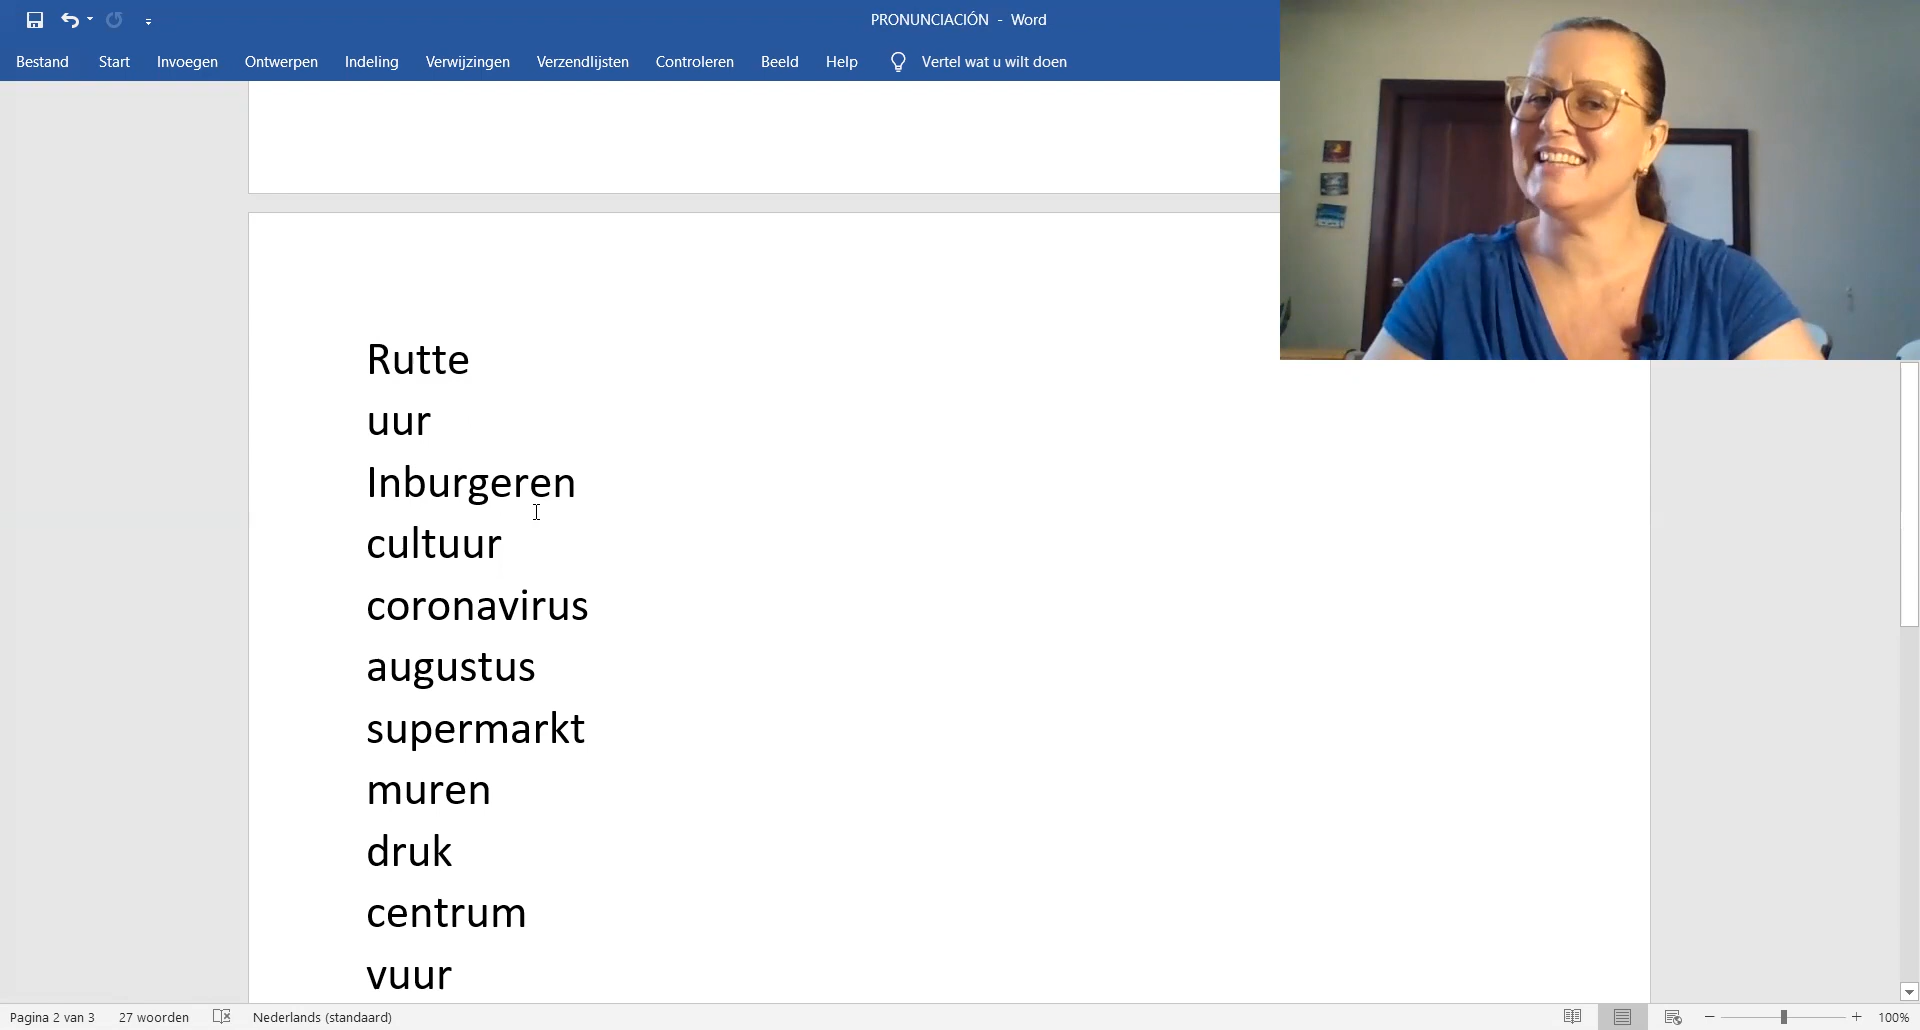 PRONUNCIACIÓN - Word
Bestand Start Invoegen Ontwerpen Indeling Verwijzingen Verzendlijsten Controleren Beeld Help Vertel wat u wilt doen
Rutte
uur
Inburgeren
cultuur
coronavirus
augustus
supermarkt
muren
druk
centrum
vuur
Pagina 2 van 3 27 woorden Nederlands (standaard) 100%